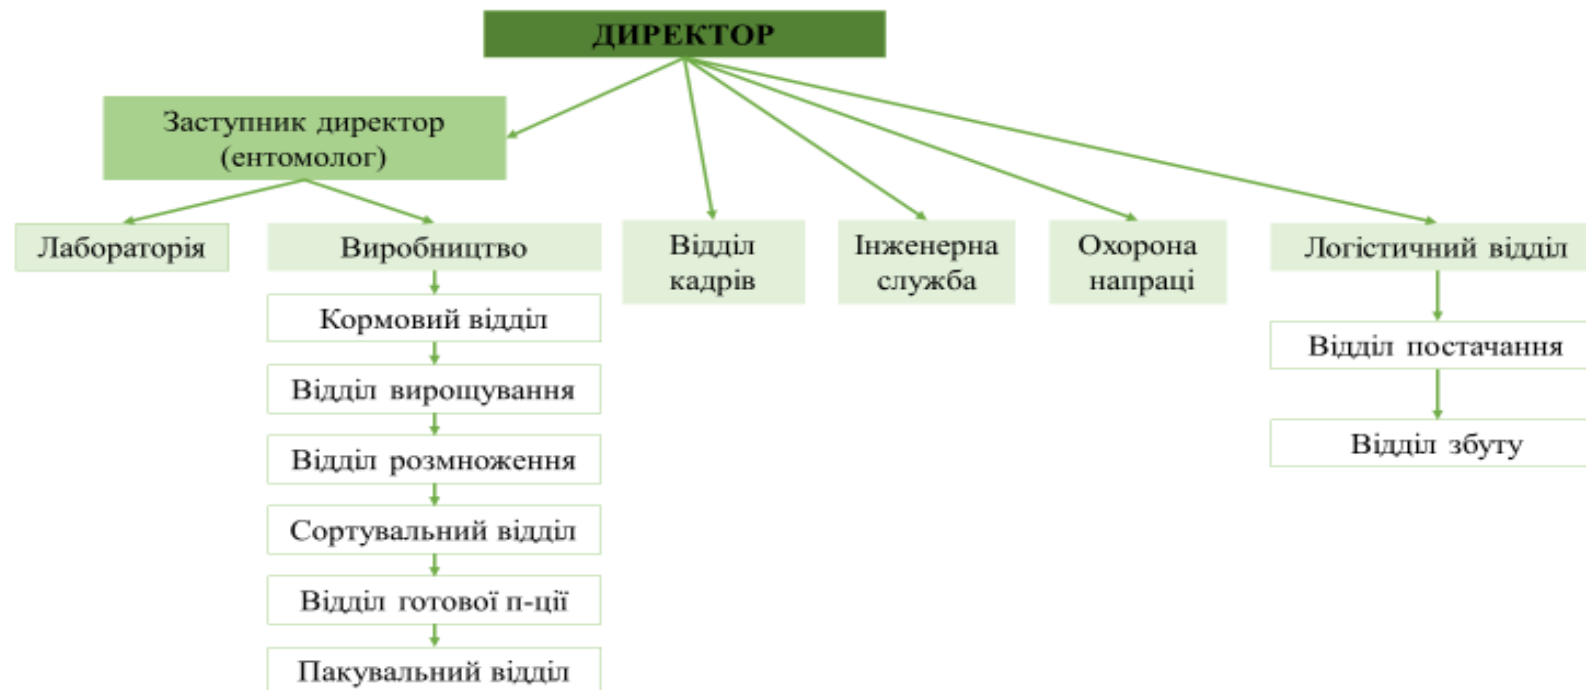 ДИРЕКТОР
Заступник директор
(ентомолог)
Лабораторія
Виробництво
Відділ
кадрів
Інженерна
служба
Охорона
напраці
Логістичний відділ
Кормовий відділ
Відділ вирощування
Відділ розмноження
Сортувальний відділ
Відділ готової п-ції
Пакувальний відділ
Відділ постачання
Відділ збуту